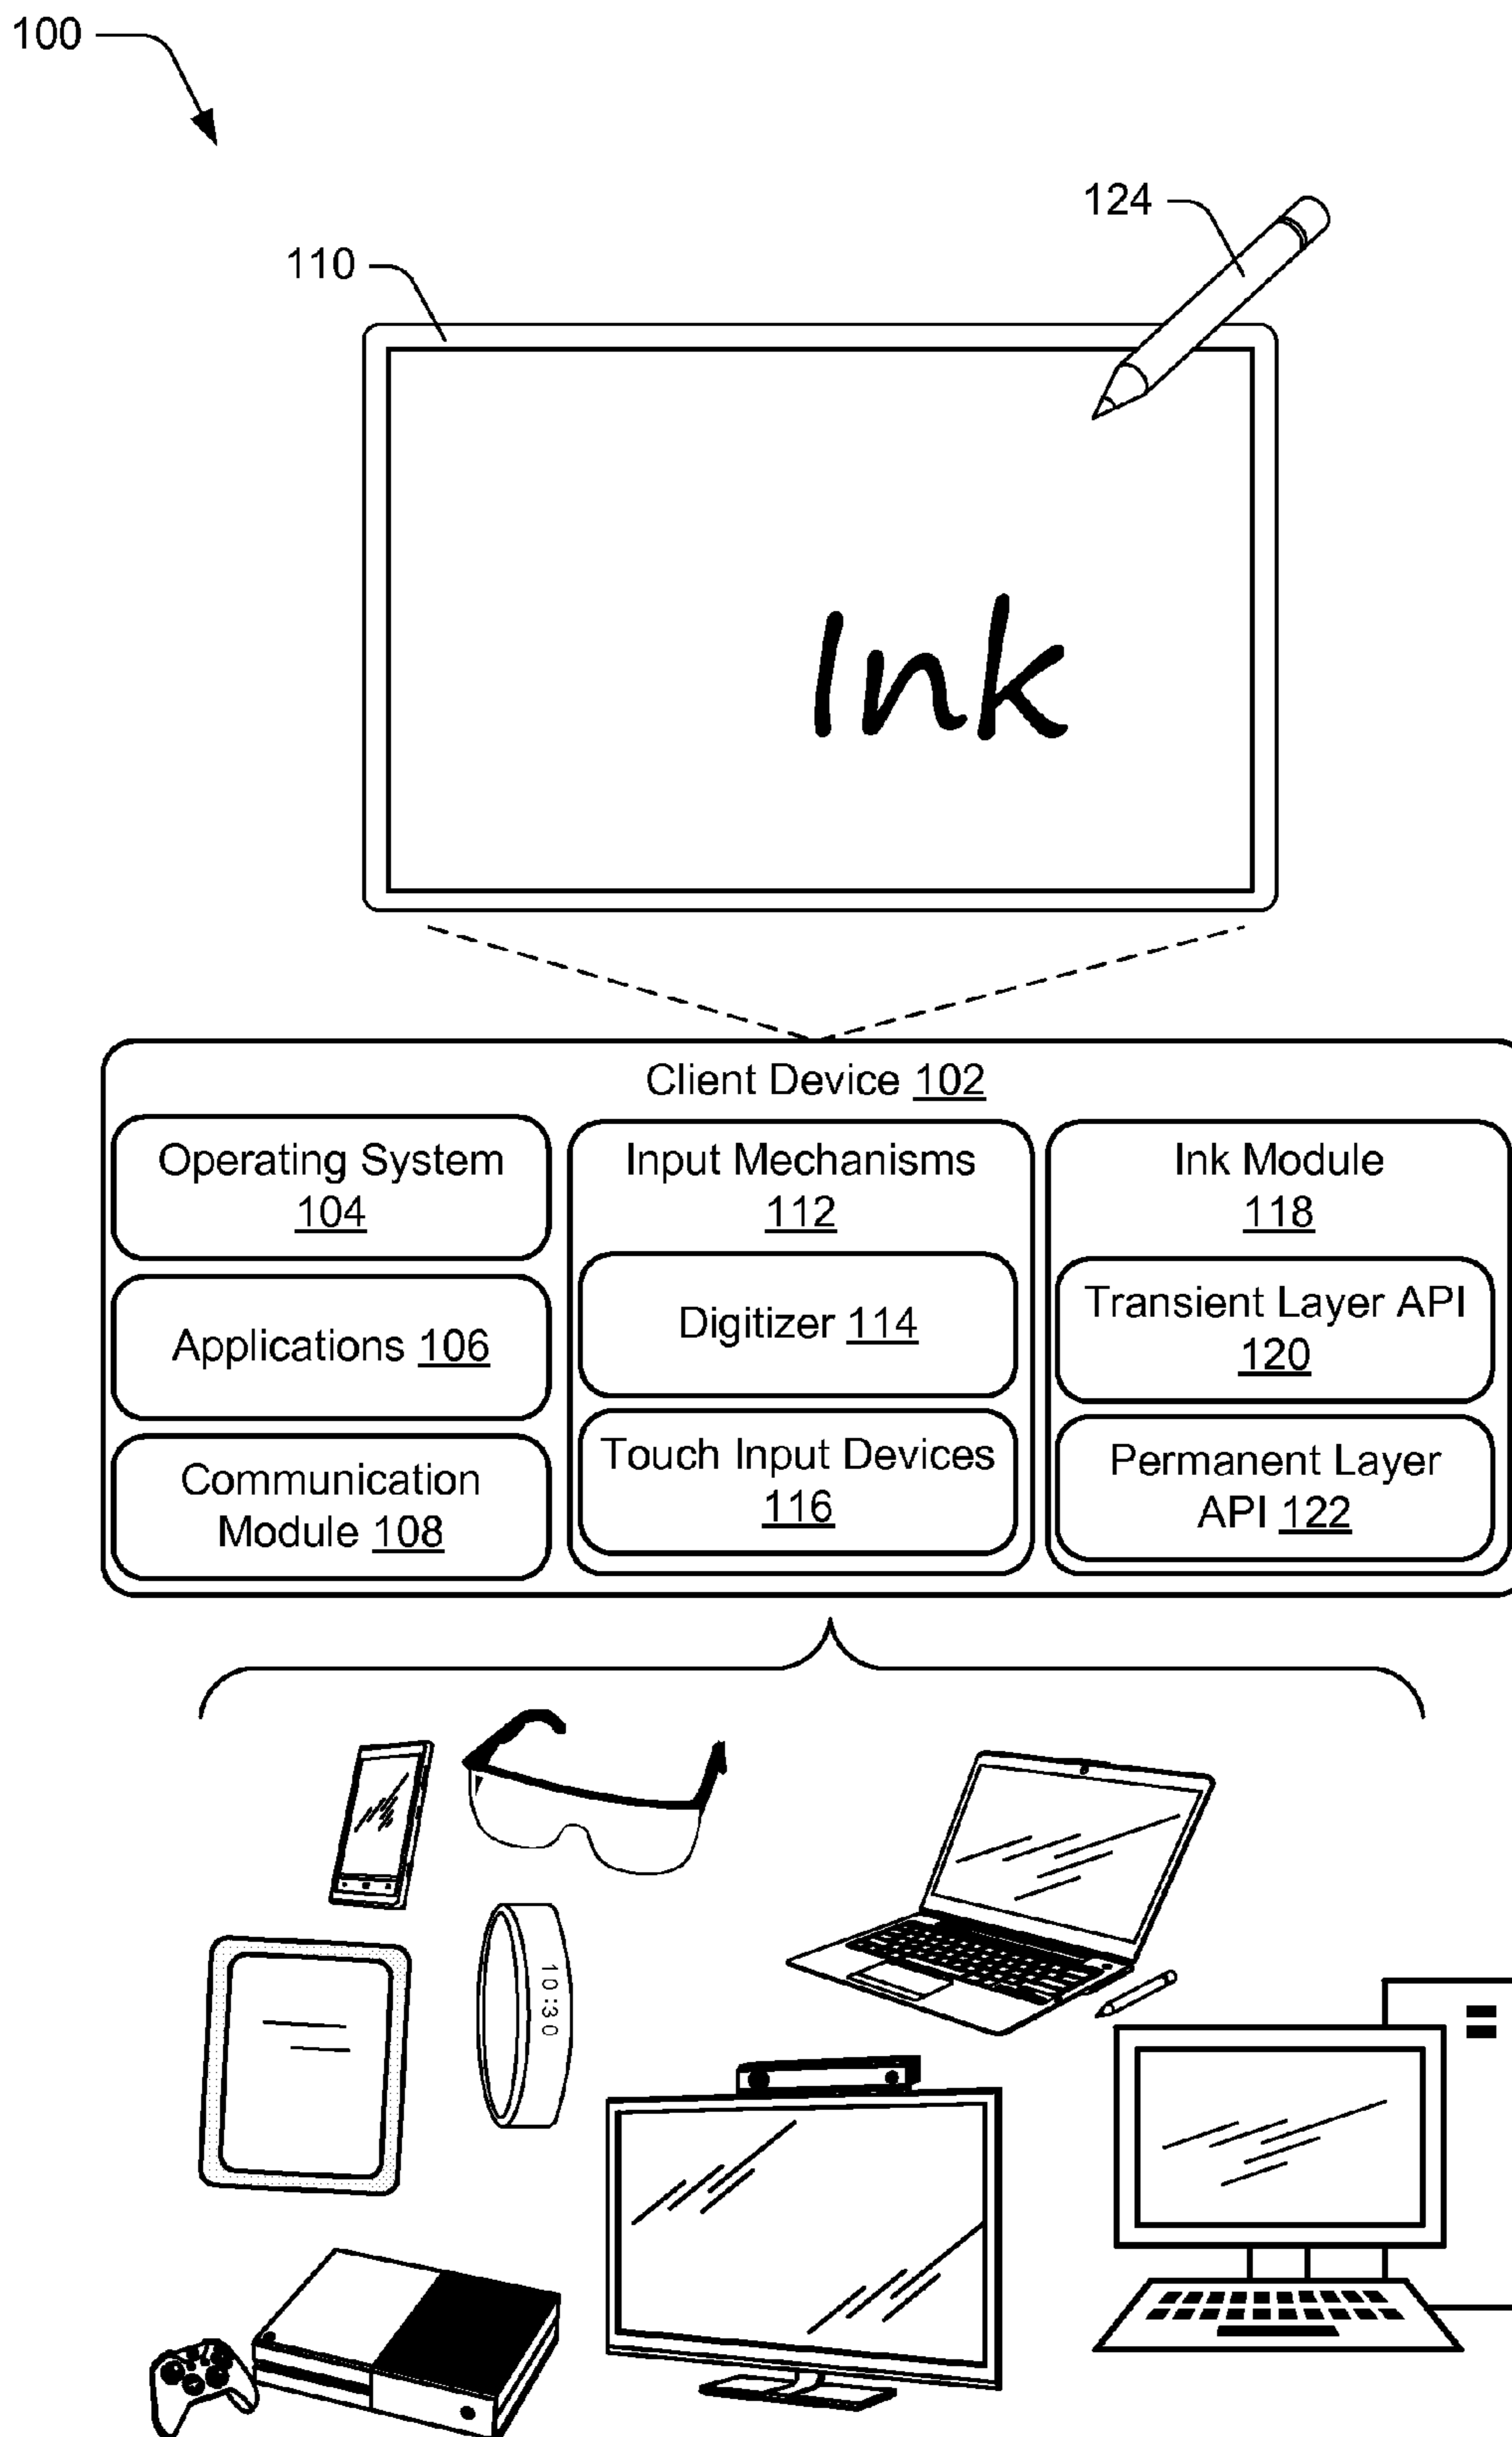 100
124
110
Ink
Client Device 102
Operating System
104
Applications 106
Communication
Module 108
Input Mechanisms
112
Digitizer 114
Touch Input Devices
116
Ink Module
118
Transient Layer API
120
Permanent Layer
API 122
10:30